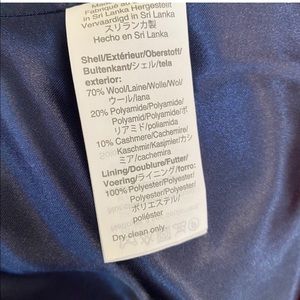 Fabriqué au Sri Lanka
Sri Lanka Hergestellt
Vervaardigd in Sri Lanka
スリランカ製
Hecho en Sri Lanka
Shell/Extérieur/Oberstoff/
Buitenkant/シェル/tela
exterior:
70% Wool/Laine/Wolle/Wol/
ウール/lana
20% Polyamide/Polyamide/
Polyamid/Polyamide/ポ
リアミド/poliamida
10% Cashmere/Cachemire/
Kaschmir/Kasjmier/カシ
ミア/cachemira
Lining/Doublure/Futter/
Voering/ライニング/forro:
100% Polyester/Polyester/
Polyester/Polyester/
ポリエステル/
poliéster
Dry clean only.